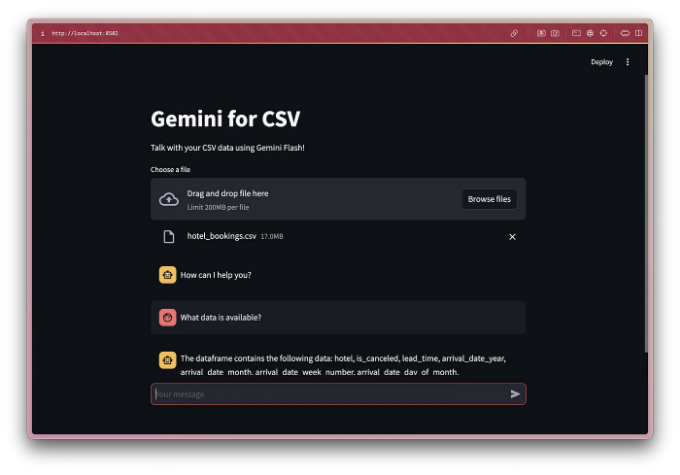 i http://localhost:8502
Deploy
Gemini for CSV
Talk with your CSV data using Gemini Flash!
Choose a file
Drag and drop file here
Limit 200MB per file
Browse files
hotel_bookings.csv 17.0MB
How can I help you?
What data is available?
The dataframe contains the following data: hotel, is_canceled, lead_time, arrival_date_year,
arrival_date_month, arrival_date_week_number, arrival_date_day_of_month,
Your message